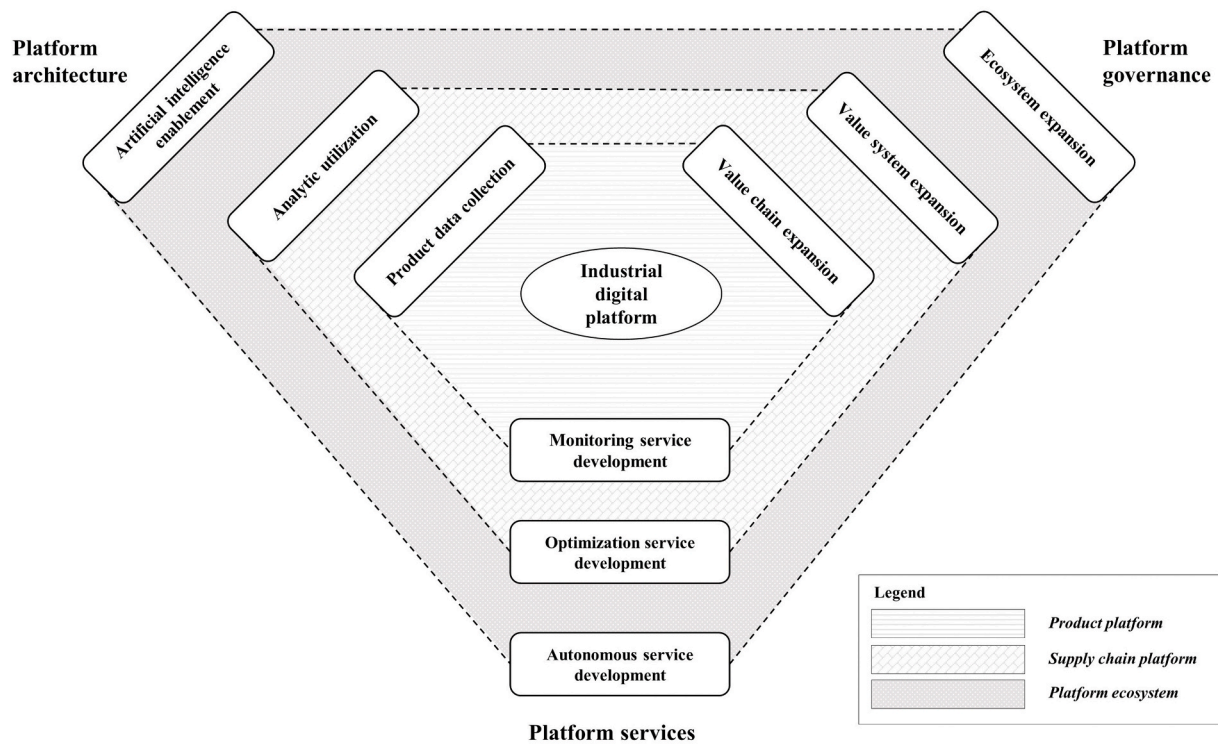 Platform
architecture
Platform
governance
Artificial intelligence
enablement
Analytic utilization
Product data collection
Value chain expansion
Value system expansion
Ecosystem expansion
Industrial
digital
platform
Monitoring service
development
Optimization service
development
Autonomous service
development
Platform services
Legend
Product platform
Supply chain platform
Platform ecosystem